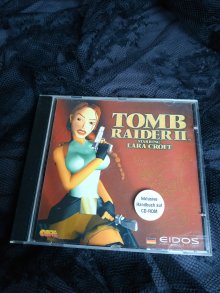 TOMB
RAIDER II
STARRING
LARA CROFT
Inklusive
Handbuch auf
CD-ROM
EIDOS